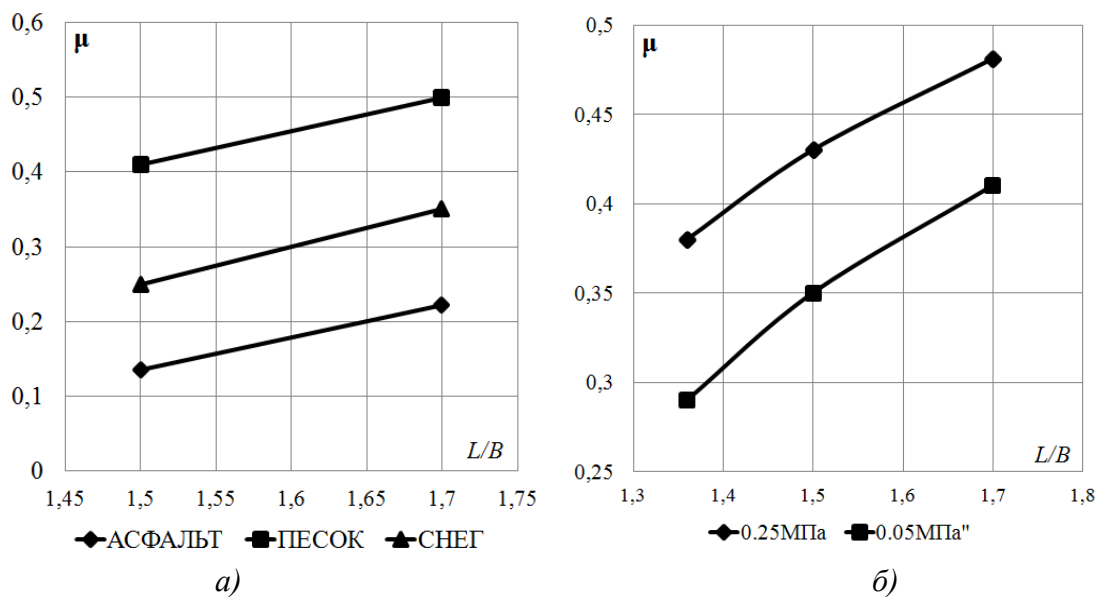 0,6
μ
0,5
0,4
0,3
0,2
0,1
0
L/B
1,45 1,5 1,55 1,6 1,65 1,7 1,75
АСФАЛЬТ ПЕСОК СНЕГ
а)
0,5
μ
0,45
0,4
0,35
0,3
0,25
L/B
1,3 1,4 1,5 1,6 1,7 1,8
0.25МПа 0.05МПа"
б)